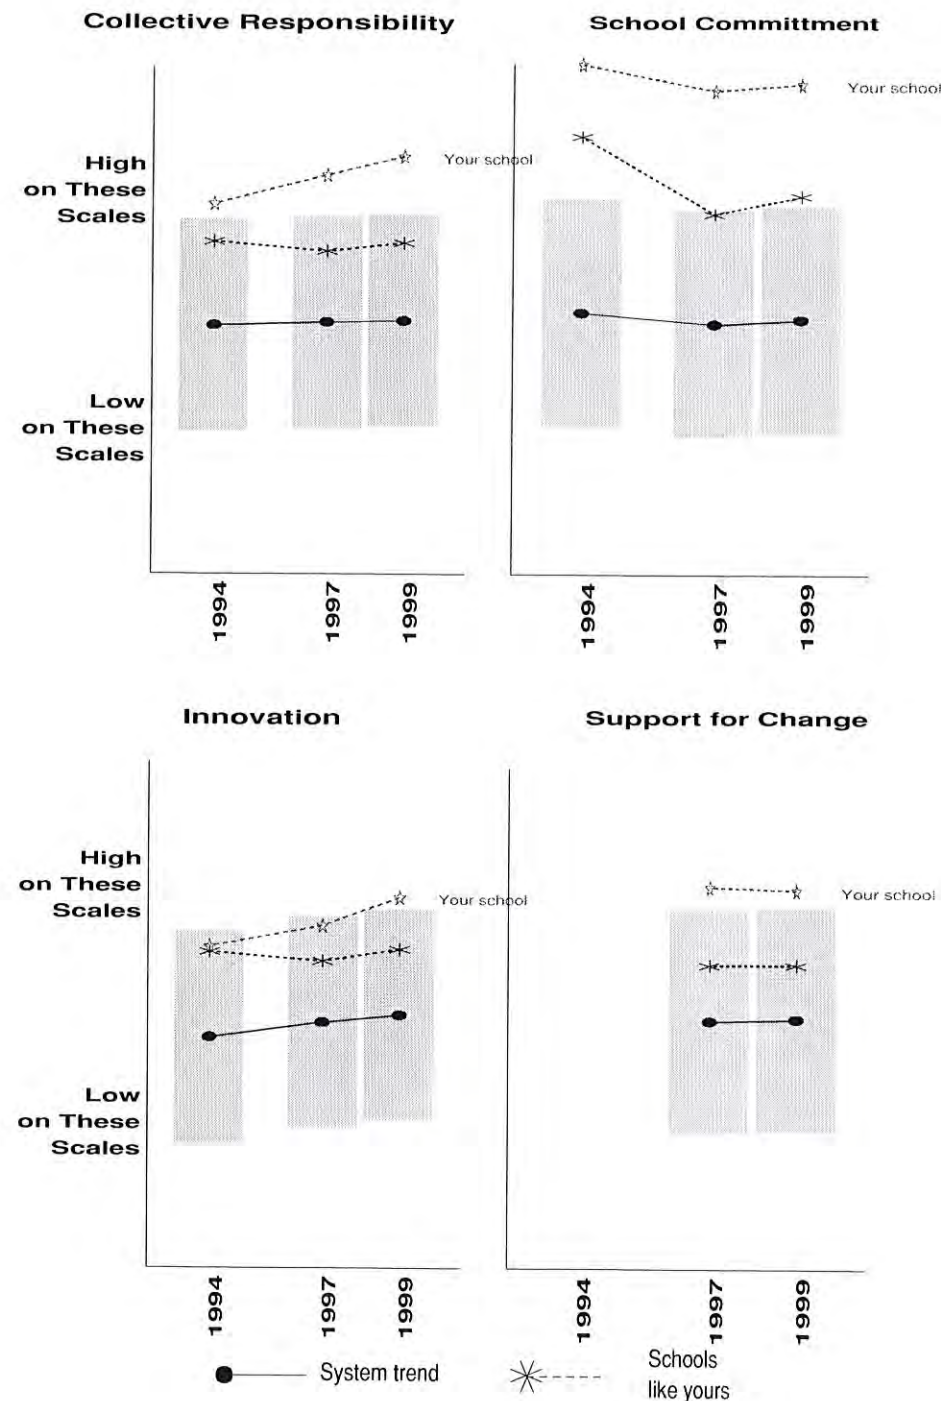 Collective Responsibility
School Committment
Your school
High
on These
Scales
Your school
Low
on These
Scales
1994
1997
1999
1994
1997
1999
Innovation
Support for Change
High
on These
Scales
Your school
Your school
Low
on These
Scales
1994
1997
1999
1994
1997
1999
System trend
Schools
like yours